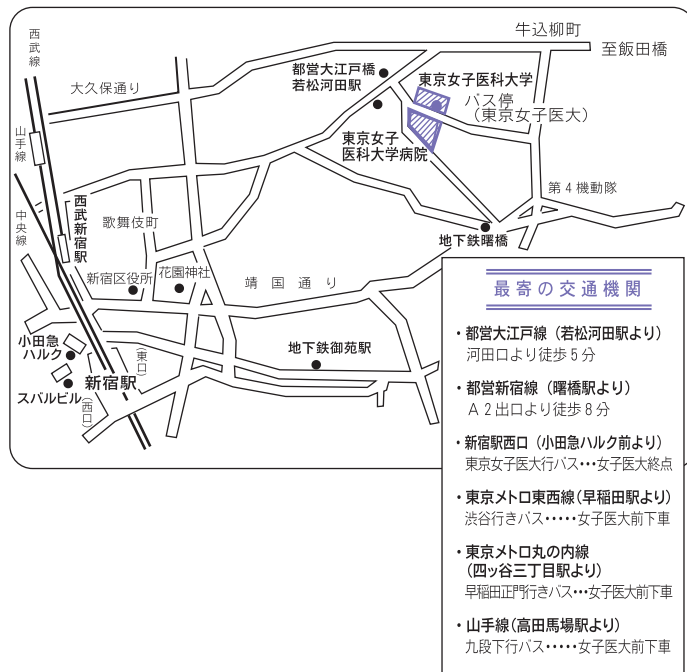 西武線
牛込柳町
至飯田橋
都営大江戸橋
若松河田駅
東京女子医科大学
バス停
(東京女子医大)
大久保通り
山手線
東京女子
医科大学病院
第4機動隊
中央線
西武新宿駅
歌舞伎町
地下鉄曙橋
新宿区役所
花園神社
靖国通り
小田急
ハルク
新宿駅
(東口)
(西口)
スバルビル
地下鉄御苑駅
最寄の交通機関
・都営大江戸線(若松河田駅より)
河田口より徒歩5分
・都営新宿線(曙橋駅より)
A2出口より徒歩8分
・新宿駅西口(小田急ハルク前より)
東京女子医大行バス・・・女子医大終点
・東京メトロ東西線(早稲田駅より)
渋谷行きバス・・・・・女子医大前下車
・東京メトロ丸の内線
(四ッ谷三丁目駅より)
早稲田正門行きバス・・・女子医大前下車
・山手線(高田馬場駅より)
九段下行バス・・・・・女子医大前下車